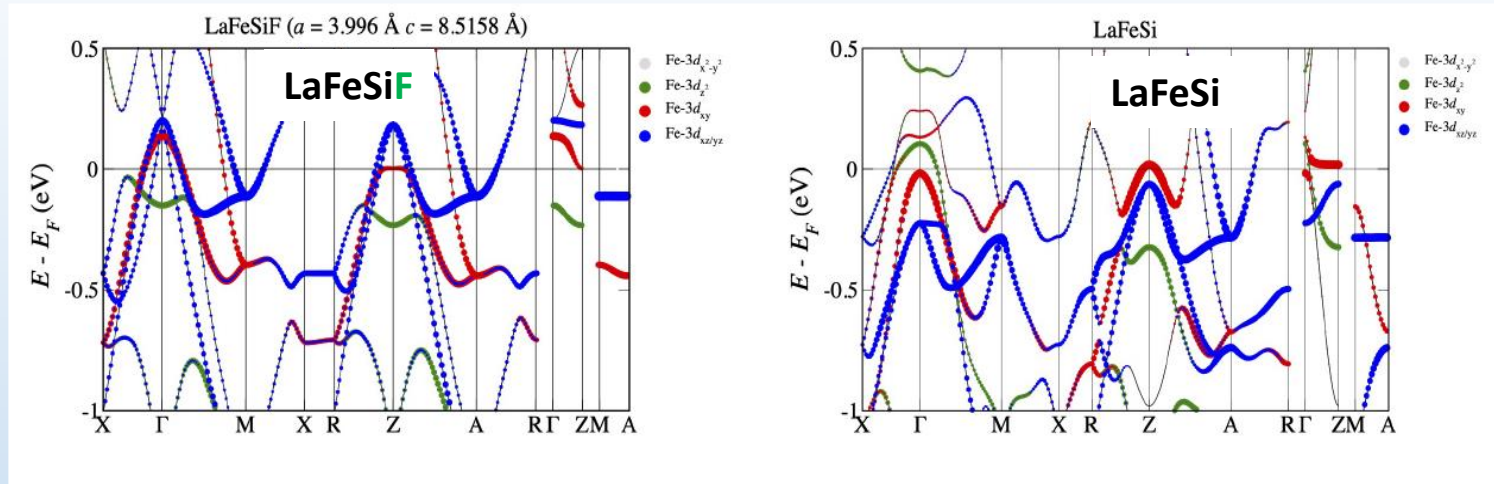 LaFeSiF (a = 3.996 Å c = 8.5158 Å)
LaFeSiF
0.5
0
-0.5
-1
E - E_F (eV)
X Γ M X R Z A R Γ Z M A
Fe-3d_x²-y²
Fe-3d_z²
Fe-3d_xy
Fe-3d_xz/yz
LaFeSi
LaFeSi
0.5
0
-0.5
-1
E - E_F (eV)
X Γ M X R Z A R Γ Z M A
Fe-3d_x²-y²
Fe-3d_z²
Fe-3d_xy
Fe-3d_xz/yz